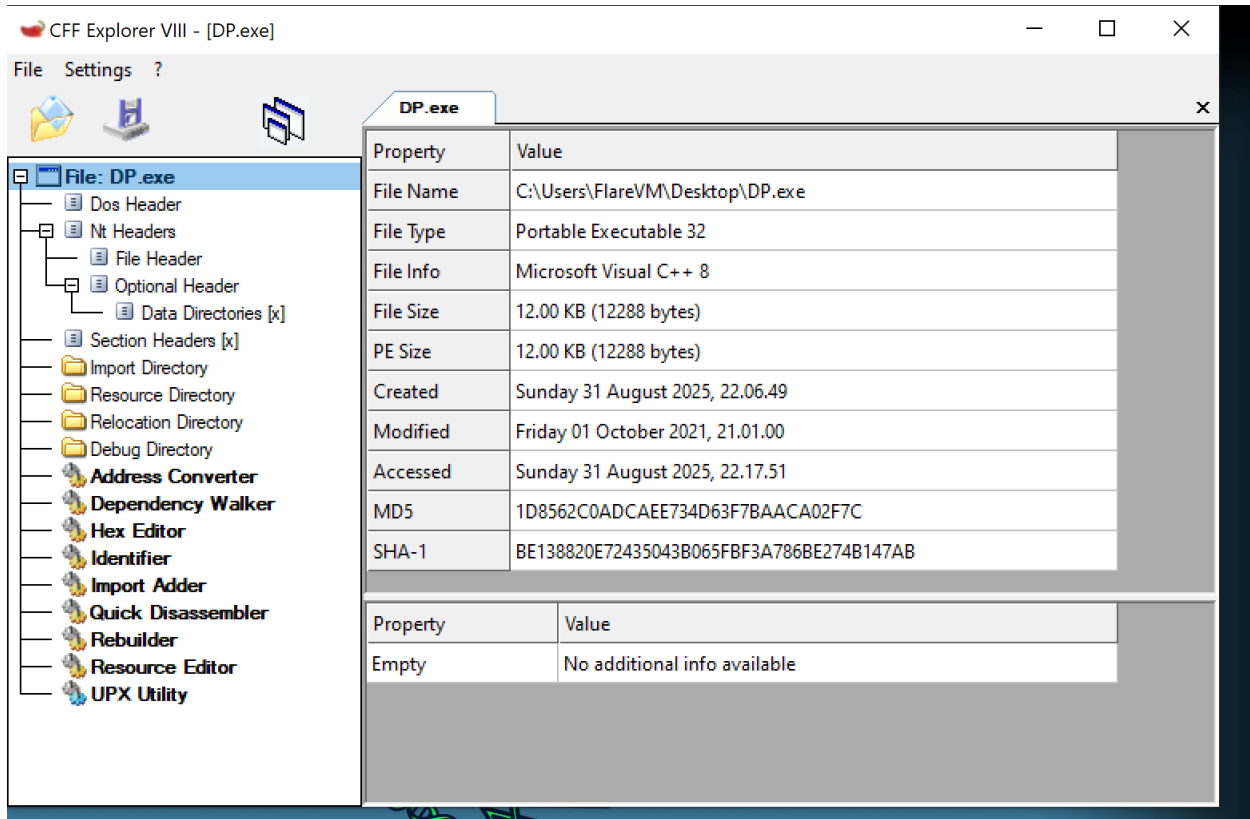 CFF Explorer VIII - [DP.exe]
File Settings ?
DP.exe
File: DP.exe
Dos Header
Nt Headers
File Header
Optional Header
Data Directories [x]
Section Headers [x]
Import Directory
Resource Directory
Relocation Directory
Debug Directory
Address Converter
Dependency Walker
Hex Editor
Identifier
Import Adder
Quick Disassembler
Rebuilder
Resource Editor
UPX Utility
Property Value
File Name C:\Users\FlareVM\Desktop\DP.exe
File Type Portable Executable 32
File Info Microsoft Visual C++ 8
File Size 12.00 KB (12288 bytes)
PE Size 12.00 KB (12288 bytes)
Created Sunday 31 August 2025, 22.06.49
Modified Friday 01 October 2021, 21.01.00
Accessed Sunday 31 August 2025, 22.17.51
MD5 1D8562C0ADCAEE734D63F7BAACA02F7C
SHA-1 BE138820E72435043B065FBF3A786BE274B147AB
Property Value
Empty No additional info available